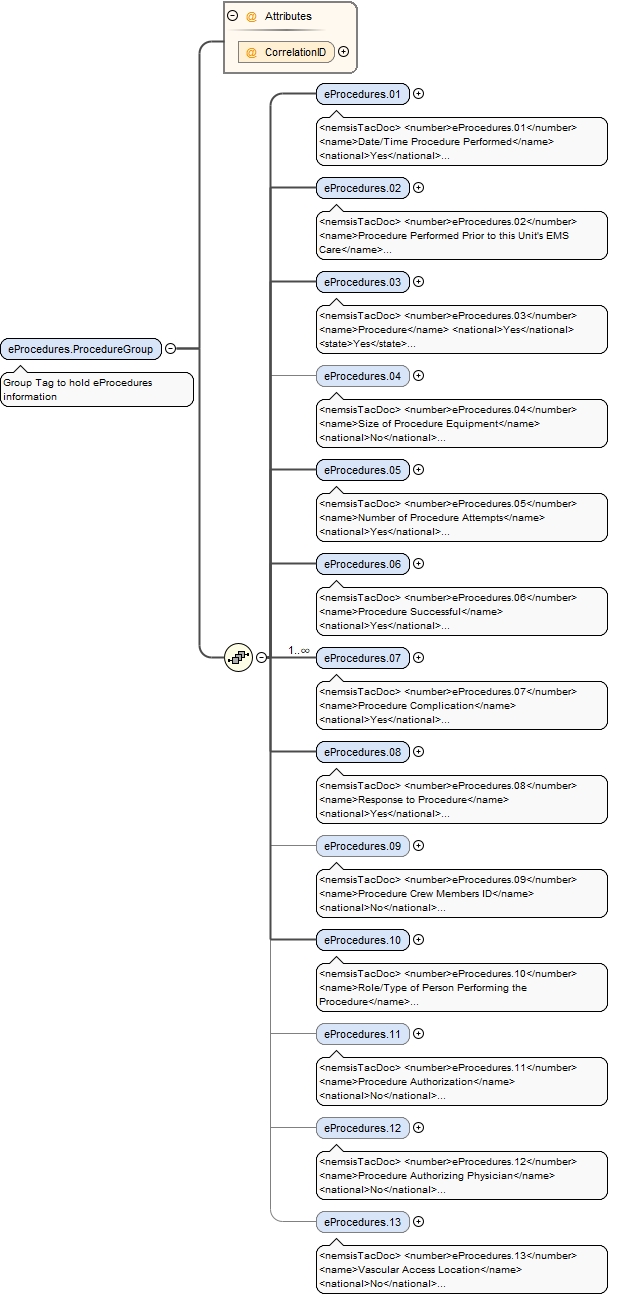 Attributes
@ CorrelationID
eProcedures.01
<nemsisTacDoc> <number>eProcedures.01</number>
<name>Date/Time Procedure Performed</name>
<national>Yes</national>...
eProcedures.02
<nemsisTacDoc> <number>eProcedures.02</number>
<name>Procedure Performed Prior to this Unit's EMS
Care</name>...
eProcedures.03
<nemsisTacDoc> <number>eProcedures.03</number>
<name>Procedure</name> <national>Yes</national>
<state>Yes</state>...
eProcedures.ProcedureGroup
Group Tag to hold eProcedures
information
eProcedures.04
<nemsisTacDoc> <number>eProcedures.04</number>
<name>Size of Procedure Equipment</name>
<national>No</national>...
eProcedures.05
<nemsisTacDoc> <number>eProcedures.05</number>
<name>Number of Procedure Attempts</name>
<national>Yes</national>...
eProcedures.06
<nemsisTacDoc> <number>eProcedures.06</number>
<name>Procedure Successful</name>
<national>Yes</national>...
1..∞
eProcedures.07
<nemsisTacDoc> <number>eProcedures.07</number>
<name>Procedure Complication</name>
<national>Yes</national>...
eProcedures.08
<nemsisTacDoc> <number>eProcedures.08</number>
<name>Response to Procedure</name>
<national>Yes</national>...
eProcedures.09
<nemsisTacDoc> <number>eProcedures.09</number>
<name>Procedure Crew Members ID</name>
<national>No</national>...
eProcedures.10
<nemsisTacDoc> <number>eProcedures.10</number>
<name>Role/Type of Person Performing the
Procedure</name>...
eProcedures.11
<nemsisTacDoc> <number>eProcedures.11</number>
<name>Procedure Authorization</name>
<national>No</national>...
eProcedures.12
<nemsisTacDoc> <number>eProcedures.12</number>
<name>Procedure Authorizing Physician</name>
<national>No</national>...
eProcedures.13
<nemsisTacDoc> <number>eProcedures.13</number>
<name>Vascular Access Location</name>
<national>No</national>...